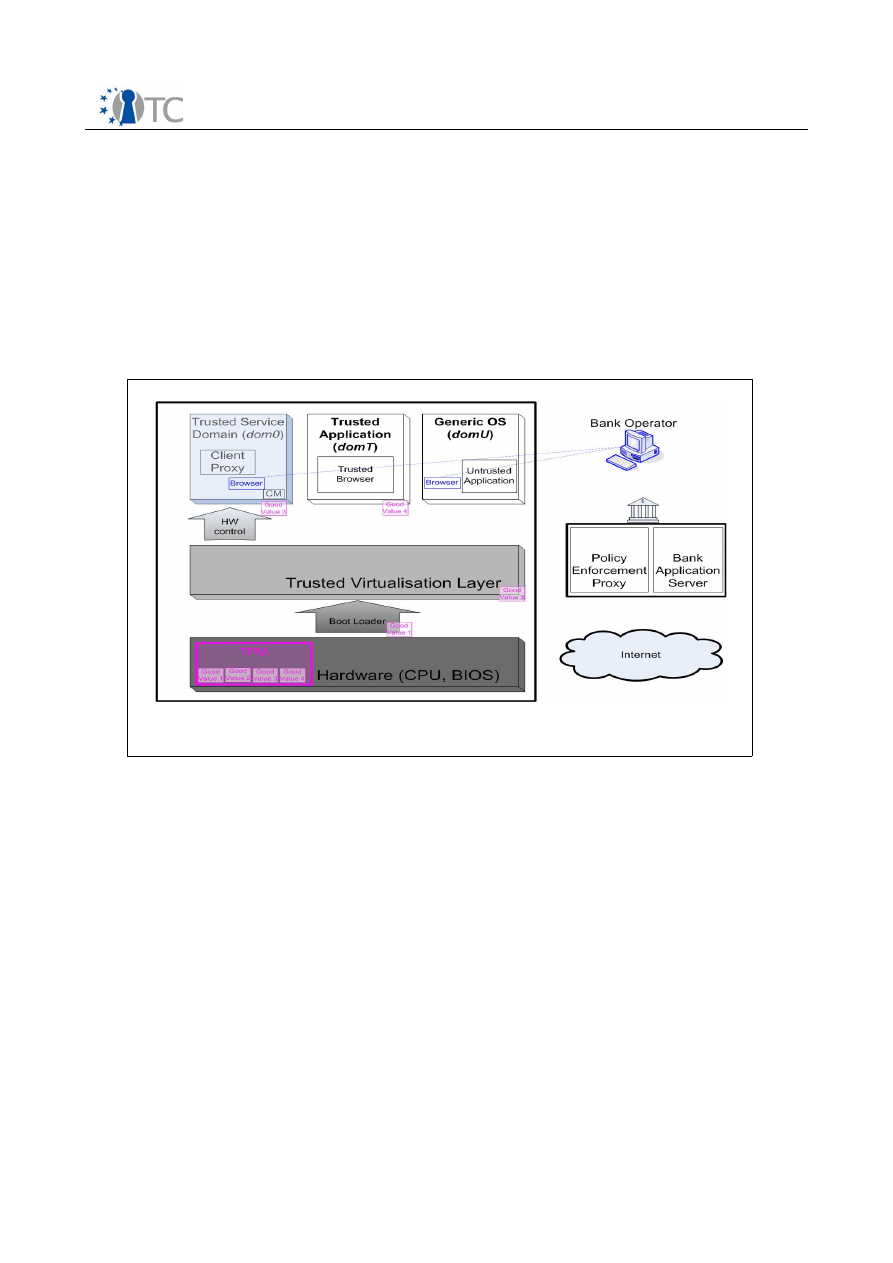 TC
Trusted Service
Domain (dom0)
Client
Proxy
Browser
CM
Good
Value 3
Trusted
Application
(domT)
Trusted
Browser
Good
Value 4
Generic OS
(domU)
Browser
Untrusted
Application
Bank Operator
HW
control
Trusted Virtualisation Layer
Good
Value 2
Boot Loader
Good
Value 1
TPM
Good
Value 1
Good
Value 2
Good
Value 3
Good
Value 4
Hardware (CPU, BIOS)
Policy
Enforcement
Proxy
Bank
Application
Server
Internet